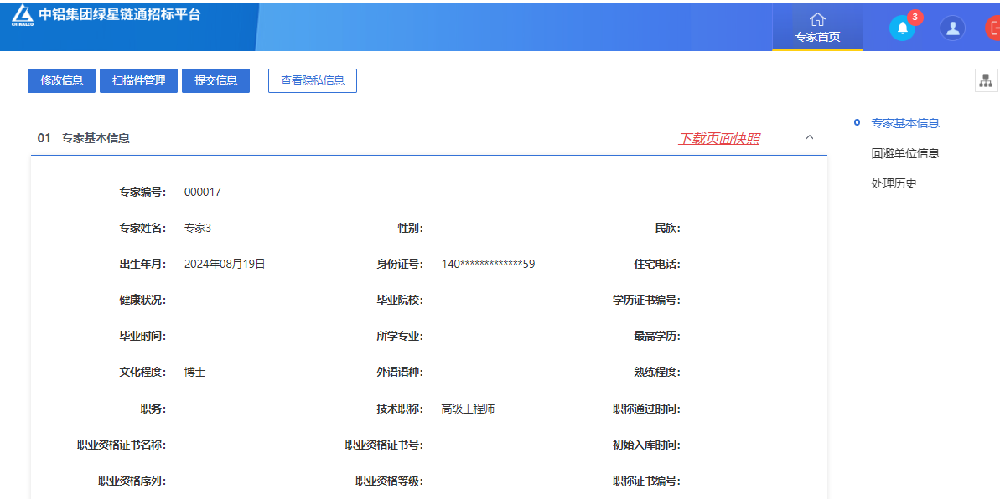 中铝集团绿星链通招标平台
CHINALCO
专家首页
3
修改信息 扫描件管理 提交信息 查看隐私信息
01 专家基本信息 下载页面快照
专家基本信息
回避单位信息
处理历史
专家编号: 000017
专家姓名: 专家3 性别: 民族:
出生年月: 2024年08月19日 身份证号: 140*************59 住宅电话:
健康状况: 毕业院校: 学历证书编号:
毕业时间: 所学专业: 最高学历:
文化程度: 博士 外语语种: 熟练程度:
职务: 技术职称: 高级工程师 职称通过时间:
职业资格证书名称: 职业资格证书号: 初始入库时间:
职业资格序列: 职业资格等级: 职称证书编号: